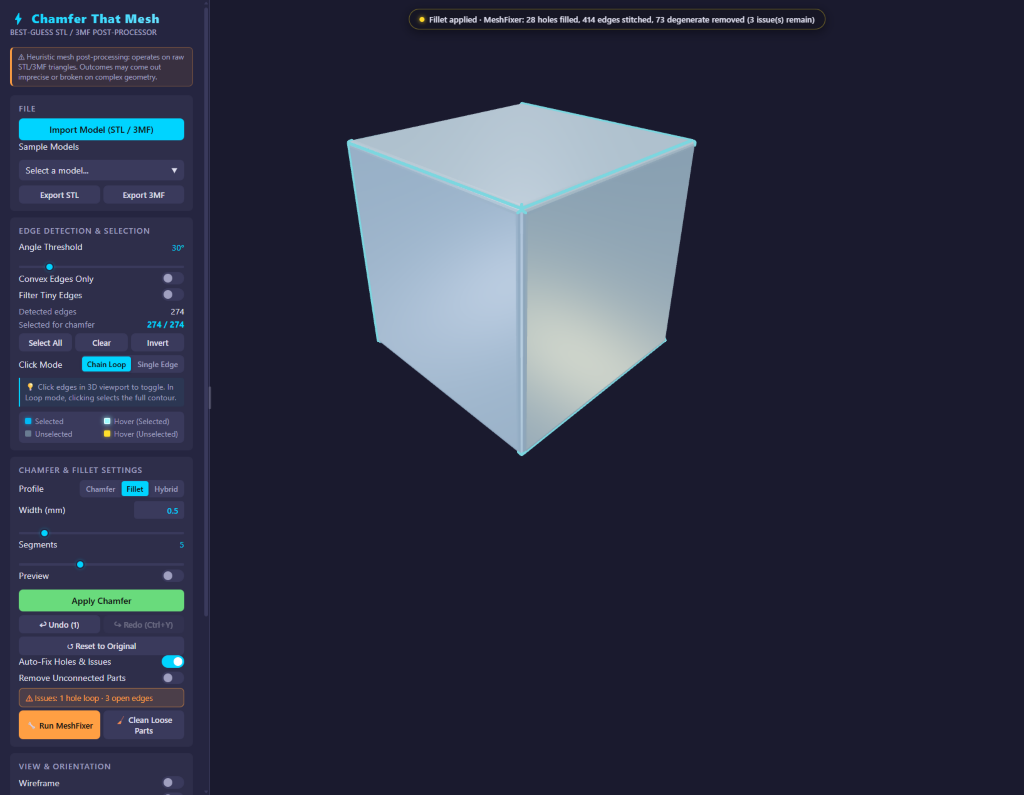 Chamfer That Mesh
BEST-GUESS STL / 3MF POST-PROCESSOR
⚠ Heuristic mesh post-processing: operates on raw
STL/3MF triangles. Outcomes may come out
imprecise or broken on complex geometry.
FILE
Import Model (STL / 3MF)
Sample Models
Select a model...
Export STL
Export 3MF
EDGE DETECTION & SELECTION
Angle Threshold
30°
Convex Edges Only
Filter Tiny Edges
Detected edges
274
Selected for chamfer
274 / 274
Select All
Clear
Invert
Click Mode
Chain Loop
Single Edge
Click edges in 3D viewport to toggle. In
Loop mode, clicking selects the full contour.
Selected
Hover (Selected)
Unselected
Hover (Unselected)
CHAMFER & FILLET SETTINGS
Profile
Chamfer
Fillet
Hybrid
Width (mm)
0.5
Segments
5
Preview
Apply Chamfer
↩ Undo (1)
↪ Redo (Ctrl+Y)
↺ Reset to Original
Auto-Fix Holes & Issues
Remove Unconnected Parts
⚠ Issues: 1 hole loop · 3 open edges
Run MeshFixer
Clean Loose
Parts
VIEW & ORIENTATION
Wireframe
Fillet applied · MeshFixer: 28 holes filled, 414 edges stitched, 73 degenerate removed (3 issue(s) remain)